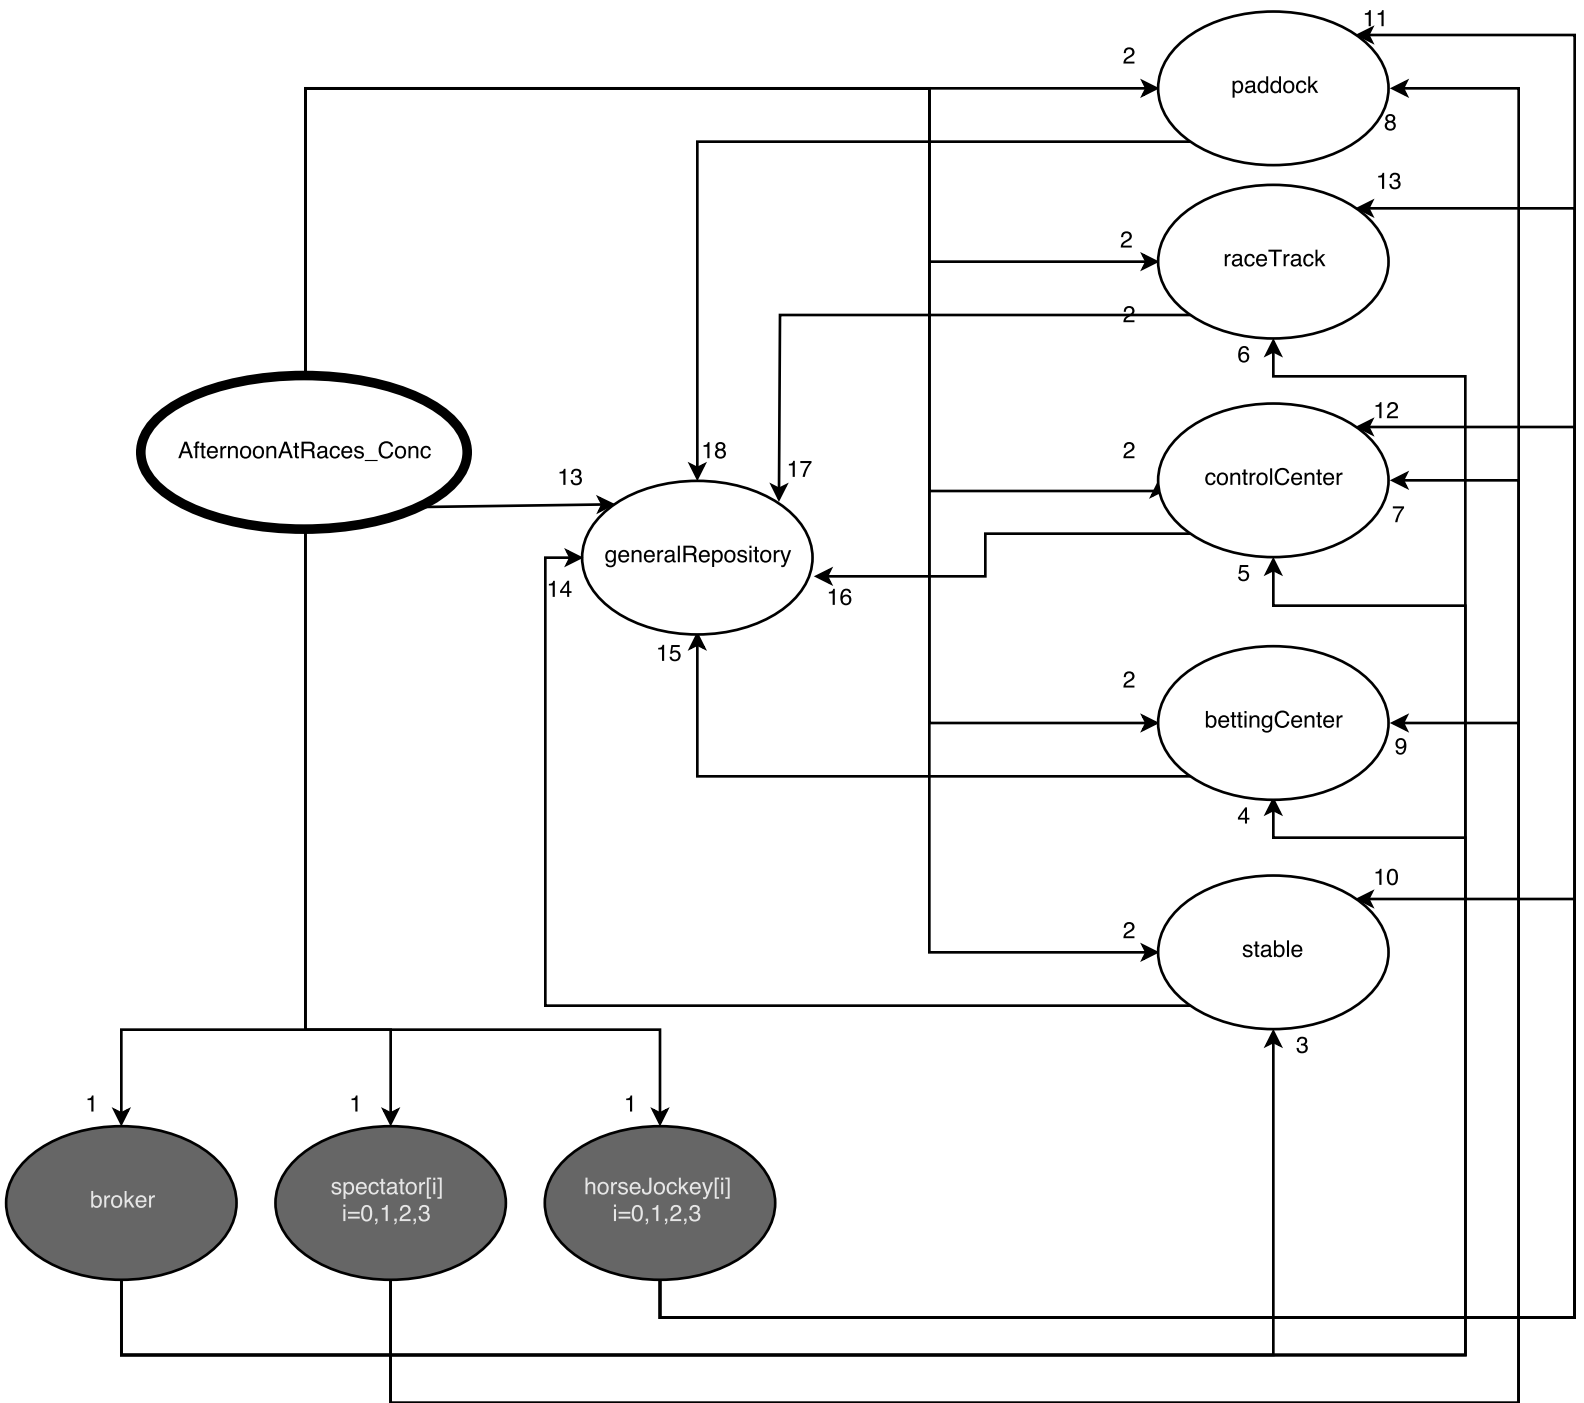 11
2
paddock
8
13
2
raceTrack
2
6
12
AfternoonAtRaces_Conc
18
2
17
13
controlCenter
7
generalRepository
5
14
16
15
2
bettingCenter
9
4
10
2
stable
3
1
1
1
broker
spectator[i]
i=0,1,2,3
horseJockey[i]
i=0,1,2,3